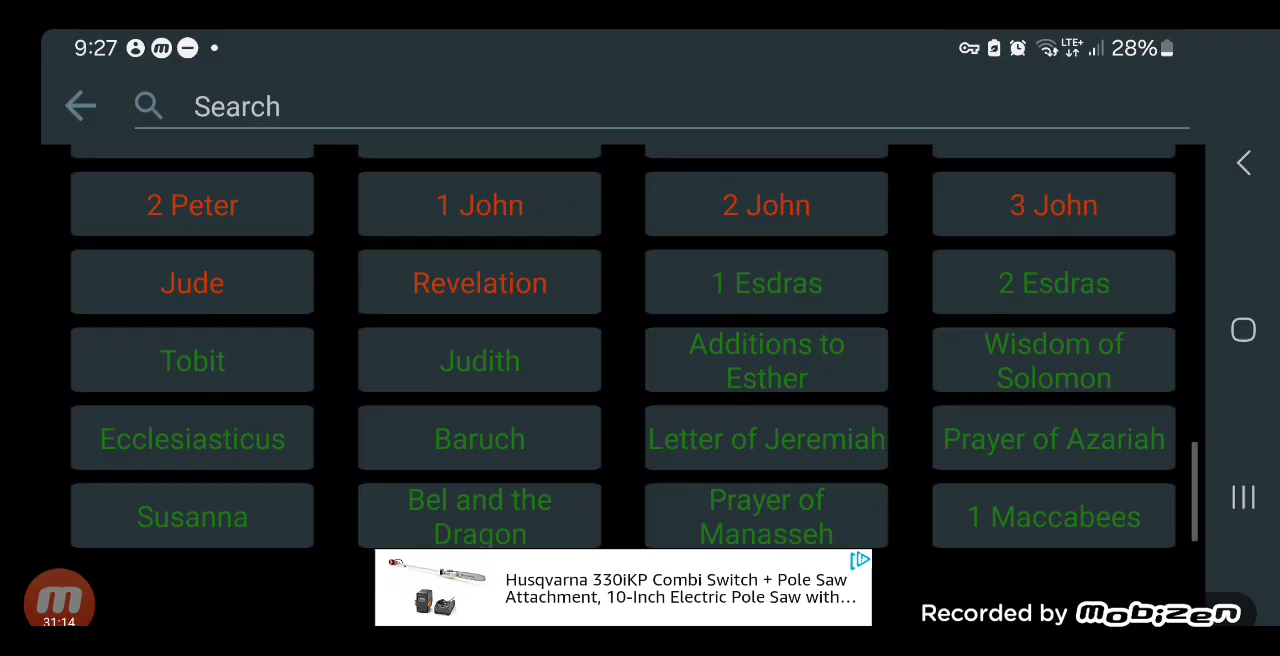 9:27
LTE+
28%
Search
2 Peter
1 John
2 John
3 John
Jude
Revelation
1 Esdras
2 Esdras
Tobit
Judith
Additions to
Esther
Wisdom of
Solomon
Ecclesiasticus
Baruch
Letter of Jeremiah
Prayer of Azariah
Susanna
Bel and the
Dragon
Prayer of
Manasseh
1 Maccabees
Husqvarna 330iKP Combi Switch + Pole Saw
Attachment, 10-Inch Electric Pole Saw with...
31:14
Recorded by mobizen